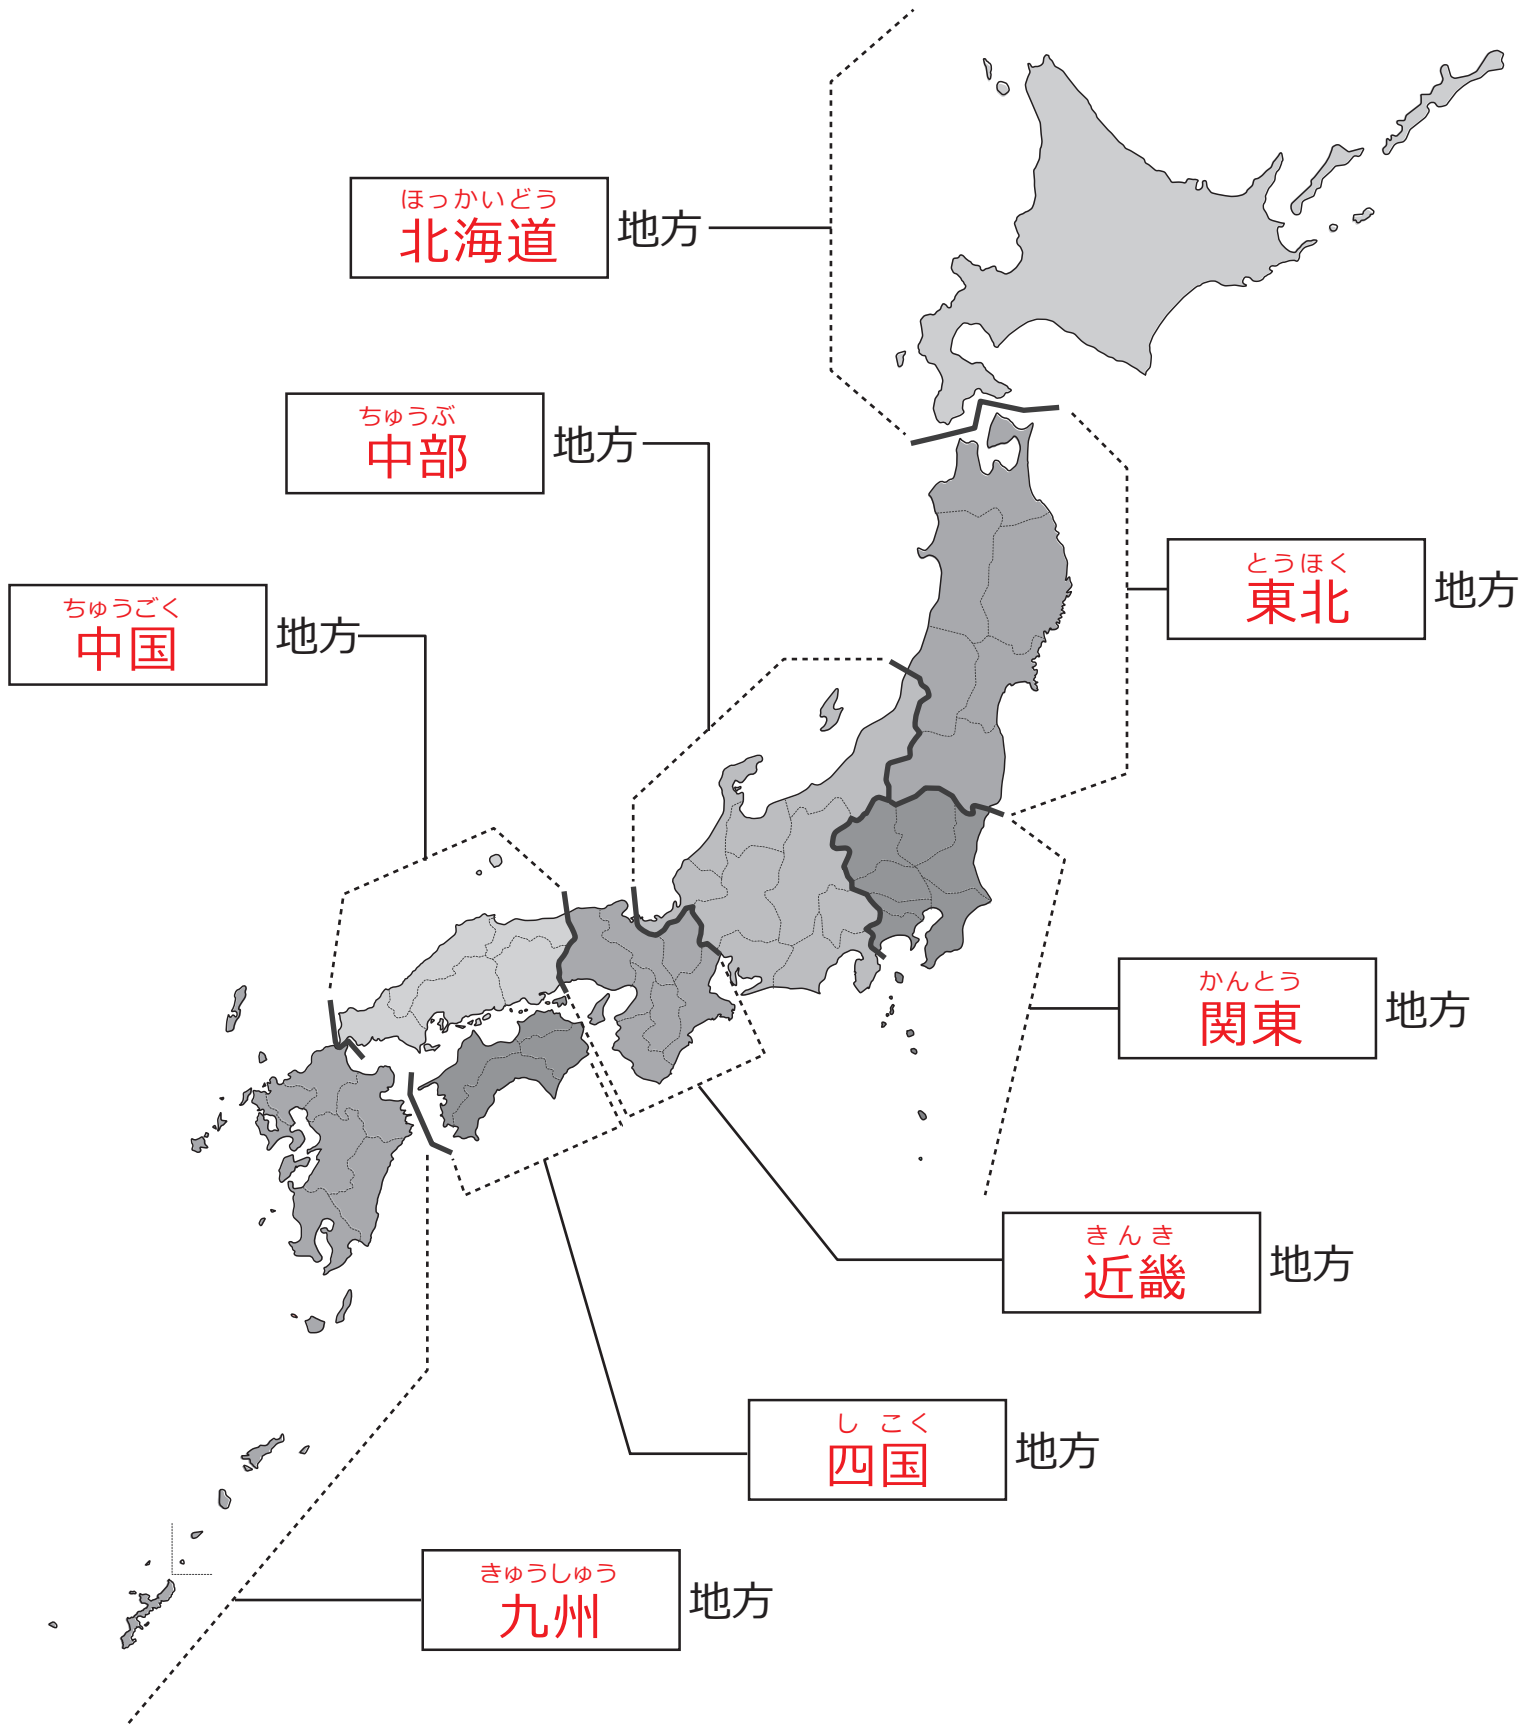 ほっかいどう
北海道 地方
ちゅうぶ
中部 地方
とうほく
東北 地方
ちゅうごく
中国 地方
かんとう
関東 地方
きんき
近畿 地方
しこく
四国 地方
きゅうしゅう
九州 地方